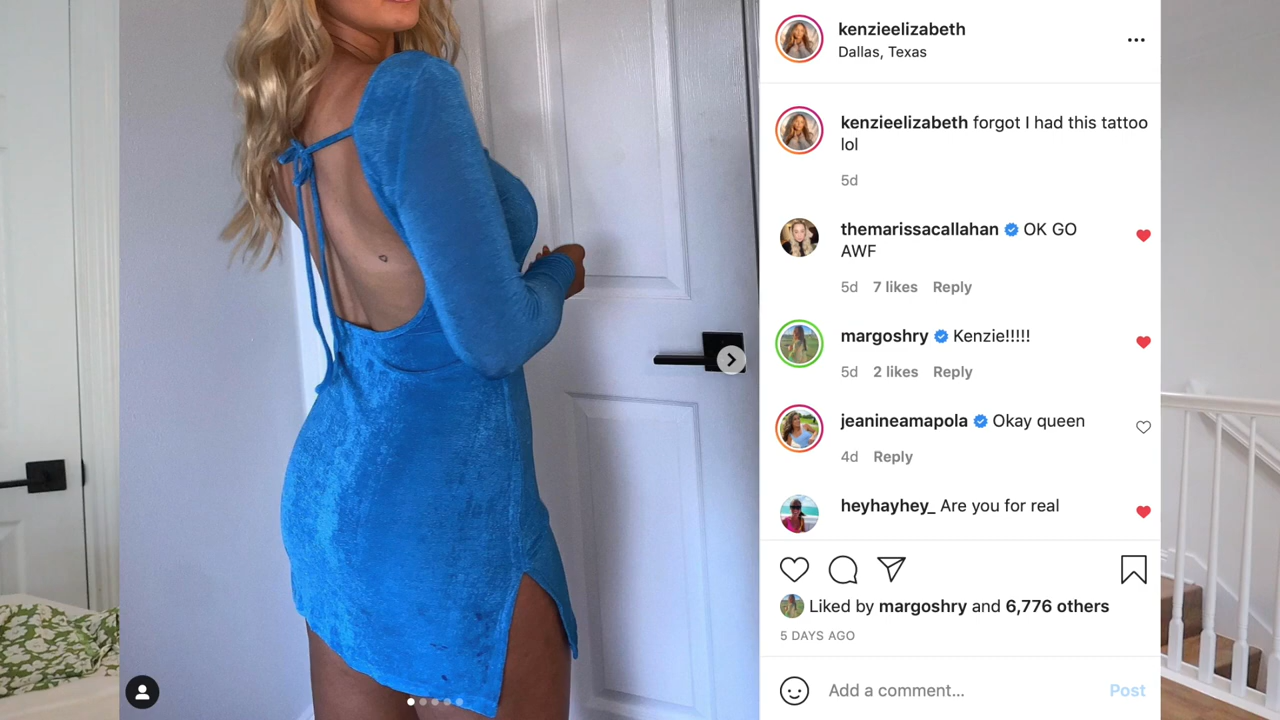 kenzieelizabeth
Dallas, Texas
kenzieelizabeth forgot I had this tattoo
lol
5d
themarissacallahan OK GO
AWF
5d 7 likes Reply
margoshry Kenzie!!!!!
5d 2 likes Reply
jeanineamapola Okay queen
4d Reply
heyhayhey_ Are you for real
Liked by margoshry and 6,776 others
5 DAYS AGO
Add a comment... Post